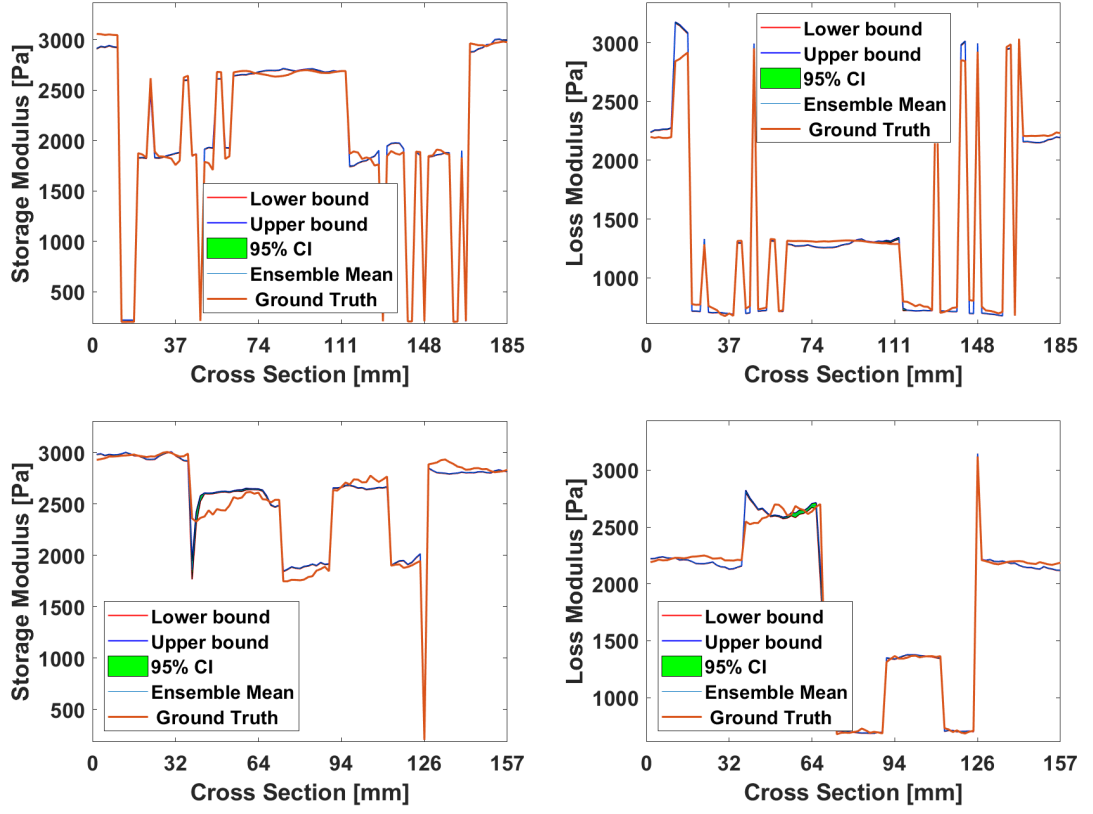 Storage Modulus [Pa]
3000
2500
2000
1500
1000
500
Lower bound
Upper bound
95% CI
Ensemble Mean
Ground Truth
0 37 74 111 148 185
Cross Section [mm]
Loss Modulus [Pa]
3000
2500
2000
1500
1000
Lower bound
Upper bound
95% CI
Ensemble Mean
Ground Truth
0 37 74 111 148 185
Cross Section [mm]
Storage Modulus [Pa]
3000
2500
2000
1500
1000
500
Lower bound
Upper bound
95% CI
Ensemble Mean
Ground Truth
0 32 64 94 126 157
Cross Section [mm]
Loss Modulus [Pa]
3000
2500
2000
1500
1000
Lower bound
Upper bound
95% CI
Ensemble Mean
Ground Truth
0 32 64 94 126 157
Cross Section [mm]